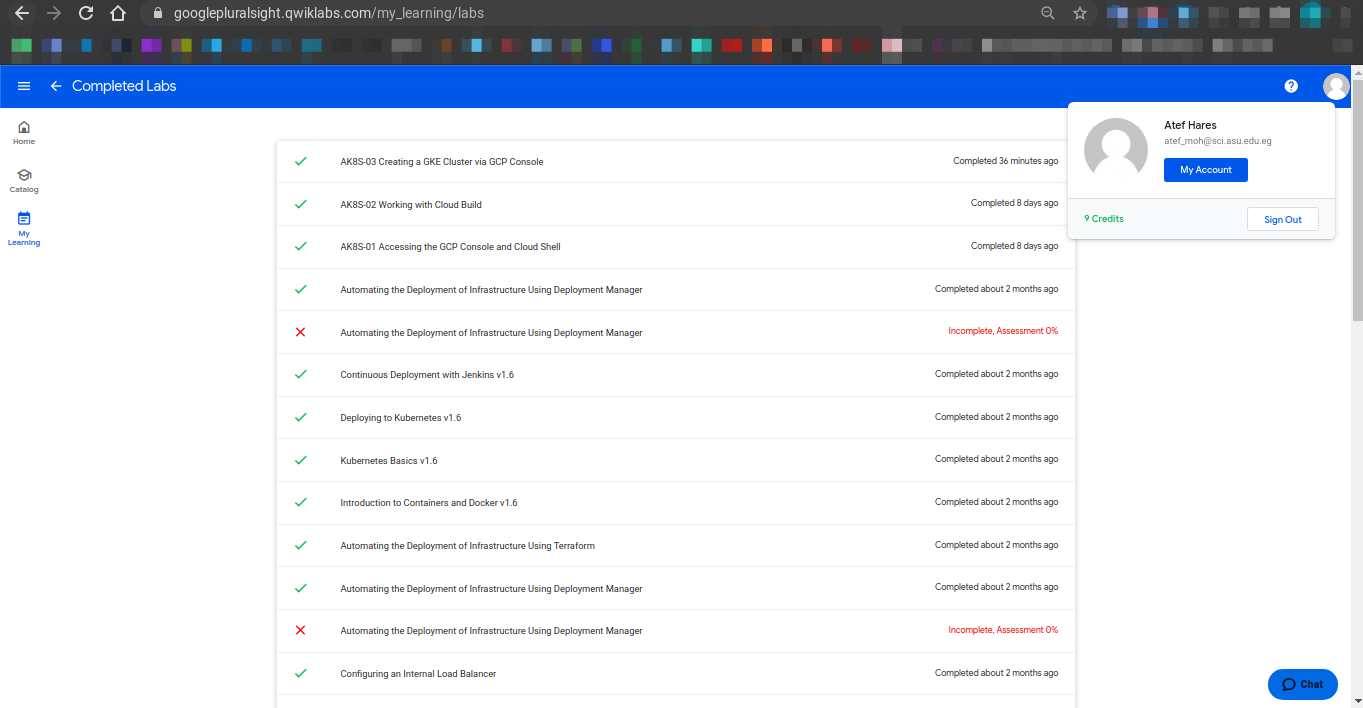 googlepluralsight.qwiklabs.com/my_learning/labs
Completed Labs
Home
Catalog
My
Learning
Atef Hares
atef_moh@sci.asu.edu.eg
My Account
9 Credits
Sign Out
AK8S-03 Creating a GKE Cluster via GCP Console
Completed 36 minutes ago
AK8S-02 Working with Cloud Build
Completed 8 days ago
AK8S-01 Accessing the GCP Console and Cloud Shell
Completed 8 days ago
Automating the Deployment of Infrastructure Using Deployment Manager
Completed about 2 months ago
Automating the Deployment of Infrastructure Using Deployment Manager
Incomplete, Assessment 0%
Continuous Deployment with Jenkins v1.6
Completed about 2 months ago
Deploying to Kubernetes v1.6
Completed about 2 months ago
Kubernetes Basics v1.6
Completed about 2 months ago
Introduction to Containers and Docker v1.6
Completed about 2 months ago
Automating the Deployment of Infrastructure Using Terraform
Completed about 2 months ago
Automating the Deployment of Infrastructure Using Deployment Manager
Completed about 2 months ago
Automating the Deployment of Infrastructure Using Deployment Manager
Incomplete, Assessment 0%
Configuring an Internal Load Balancer
Completed about 2 months ago
Chat